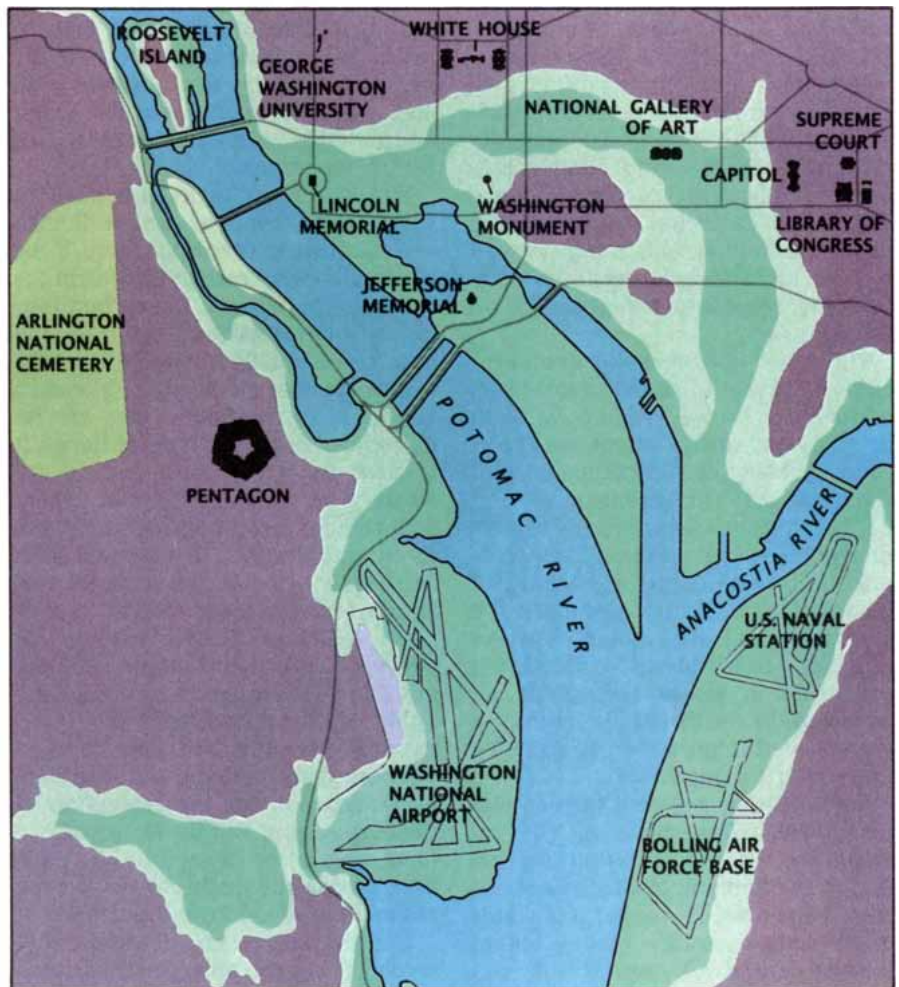 ROOSEVELT
ISLAND
WHITE HOUSE
GEORGE
WASHINGTON
UNIVERSITY
NATIONAL GALLERY
OF ART
SUPREME
COURT
CAPITOL
LINCOLN
MEMORIAL
WASHINGTON
MONUMENT
LIBRARY OF
CONGRESS
JEFFERSON
MEMORIAL
ARLINGTON
NATIONAL
CEMETERY
PENTAGON
POTOMAC RIVER
ANACOSTIA RIVER
U.S. NAVAL
STATION
WASHINGTON
NATIONAL
AIRPORT
BOLLING AIR
FORCE BASE